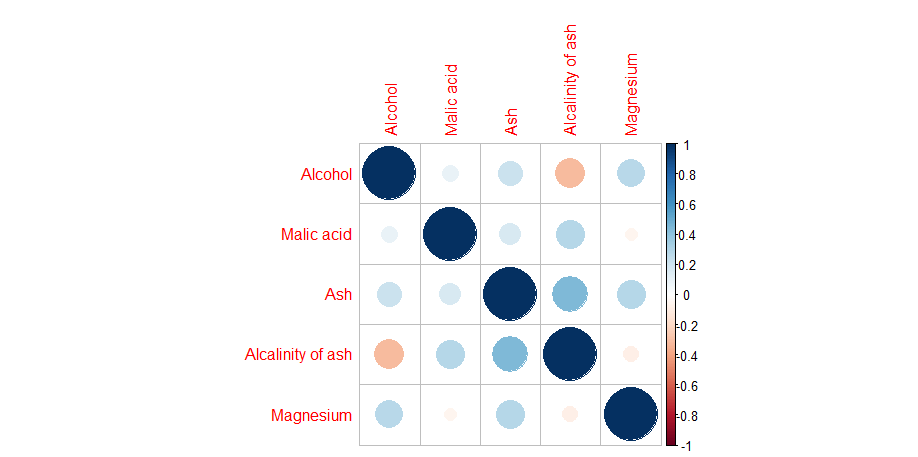 Alcohol
Malic acid
Ash
Alcalinity of ash
Magnesium
Alcohol
Malic acid
Ash
Alcalinity of ash
Magnesium
1
0.8
0.6
0.4
0.2
0
-0.2
-0.4
-0.6
-0.8
-1